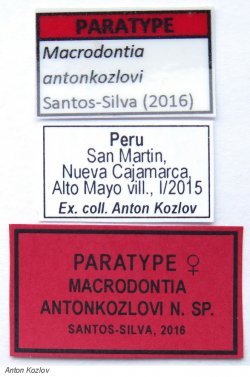 PARATYPE
Macrodontia
antonkozlovi
Santos-Silva (2016)
Peru
San Martin,
Nueva Cajamarca,
Alto Mayo vill., I/2015
Ex. coll. Anton Kozlov
PARATYPE ♀
MACRODONTIA
ANTONKOZLOVI N. SP.
SANTOS-SILVA, 2016
Anton Kozlov